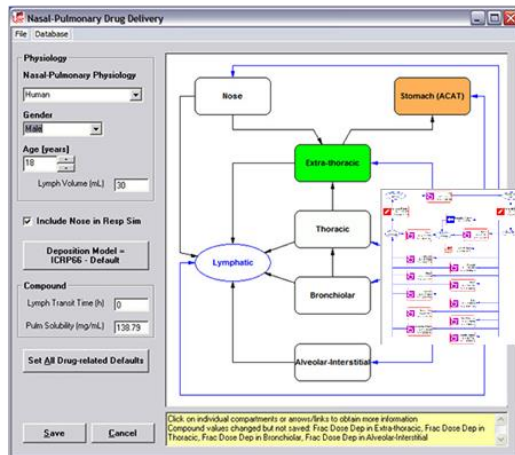 Nasal-Pulmonary Drug Delivery
File Database
Physiology
Nasal-Pulmonary Physiology
Human
Gender
Male
Age [years]
18
Lymph Volume (mL) 30
Include Nose in Resp Sim
Deposition Model =
ICRP66 - Default
Compound
Lymph Transit Time (h) 0
Pulm Solubility (mg/mL) 138.79
Set All Drug-related Defaults
Save Cancel
Nose
Stomach (ACAT)
Extra-thoracic
Thoracic
Lymphatic
Bronchiolar
Alveolar-Interstitial
Click on individual compartments or arrows/links to obtain more information
Compound values changed but not saved: Frac Dose Dep in Extra-thoracic, Frac Dose Dep in
Thoracic, Frac Dose Dep in Bronchiolar, Frac Dose Dep in Alveolar-Interstitial